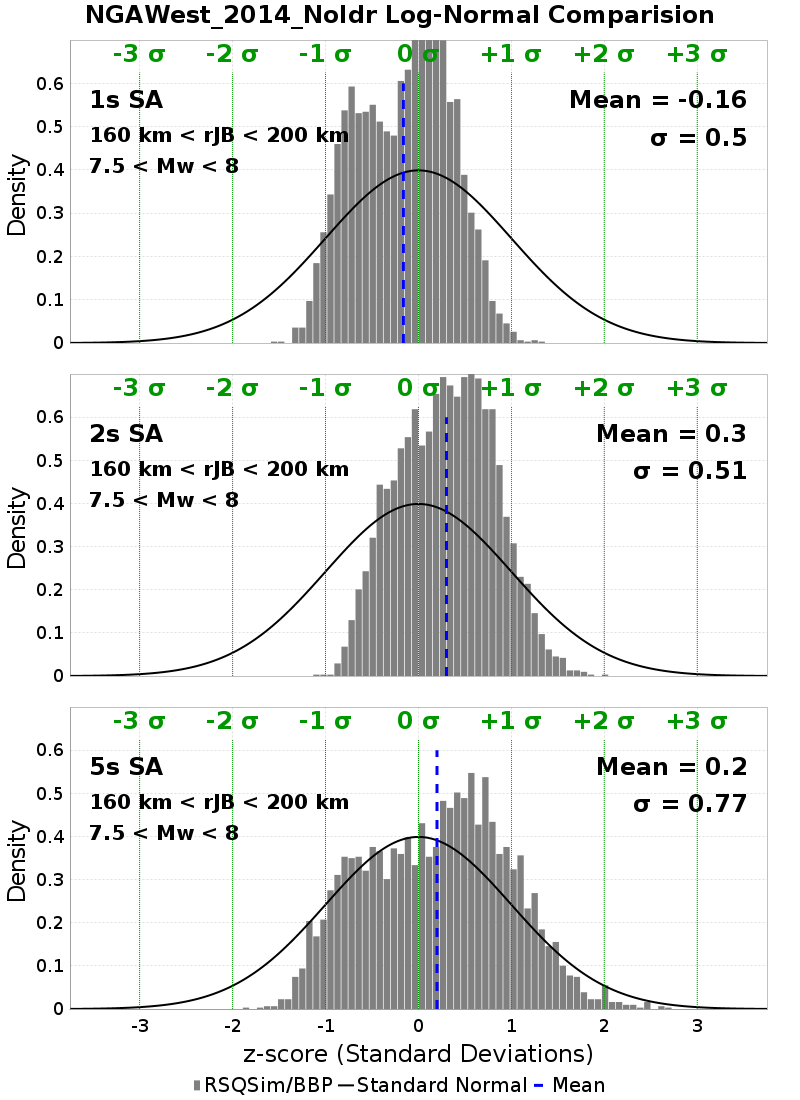 NGAWest_2014_NoIdr Log-Normal Comparision
-3 σ -2 σ -1 σ 0 σ +1 σ +2 σ +3 σ
1s SA
160 km < rJB < 200 km
7.5 < Mw < 8
Mean = -0.16
σ = 0.5
Density
0.6
0.5
0.4
0.3
0.2
0.1
0
-3 σ -2 σ -1 σ 0 σ +1 σ +2 σ +3 σ
2s SA
160 km < rJB < 200 km
7.5 < Mw < 8
Mean = 0.3
σ = 0.51
Density
0.6
0.5
0.4
0.3
0.2
0.1
0
-3 σ -2 σ -1 σ 0 σ +1 σ +2 σ +3 σ
5s SA
160 km < rJB < 200 km
7.5 < Mw < 8
Mean = 0.2
σ = 0.77
Density
0.6
0.5
0.4
0.3
0.2
0.1
0
-3 -2 -1 0 1 2 3
z-score (Standard Deviations)
RSQSim/BBP Standard Normal Mean